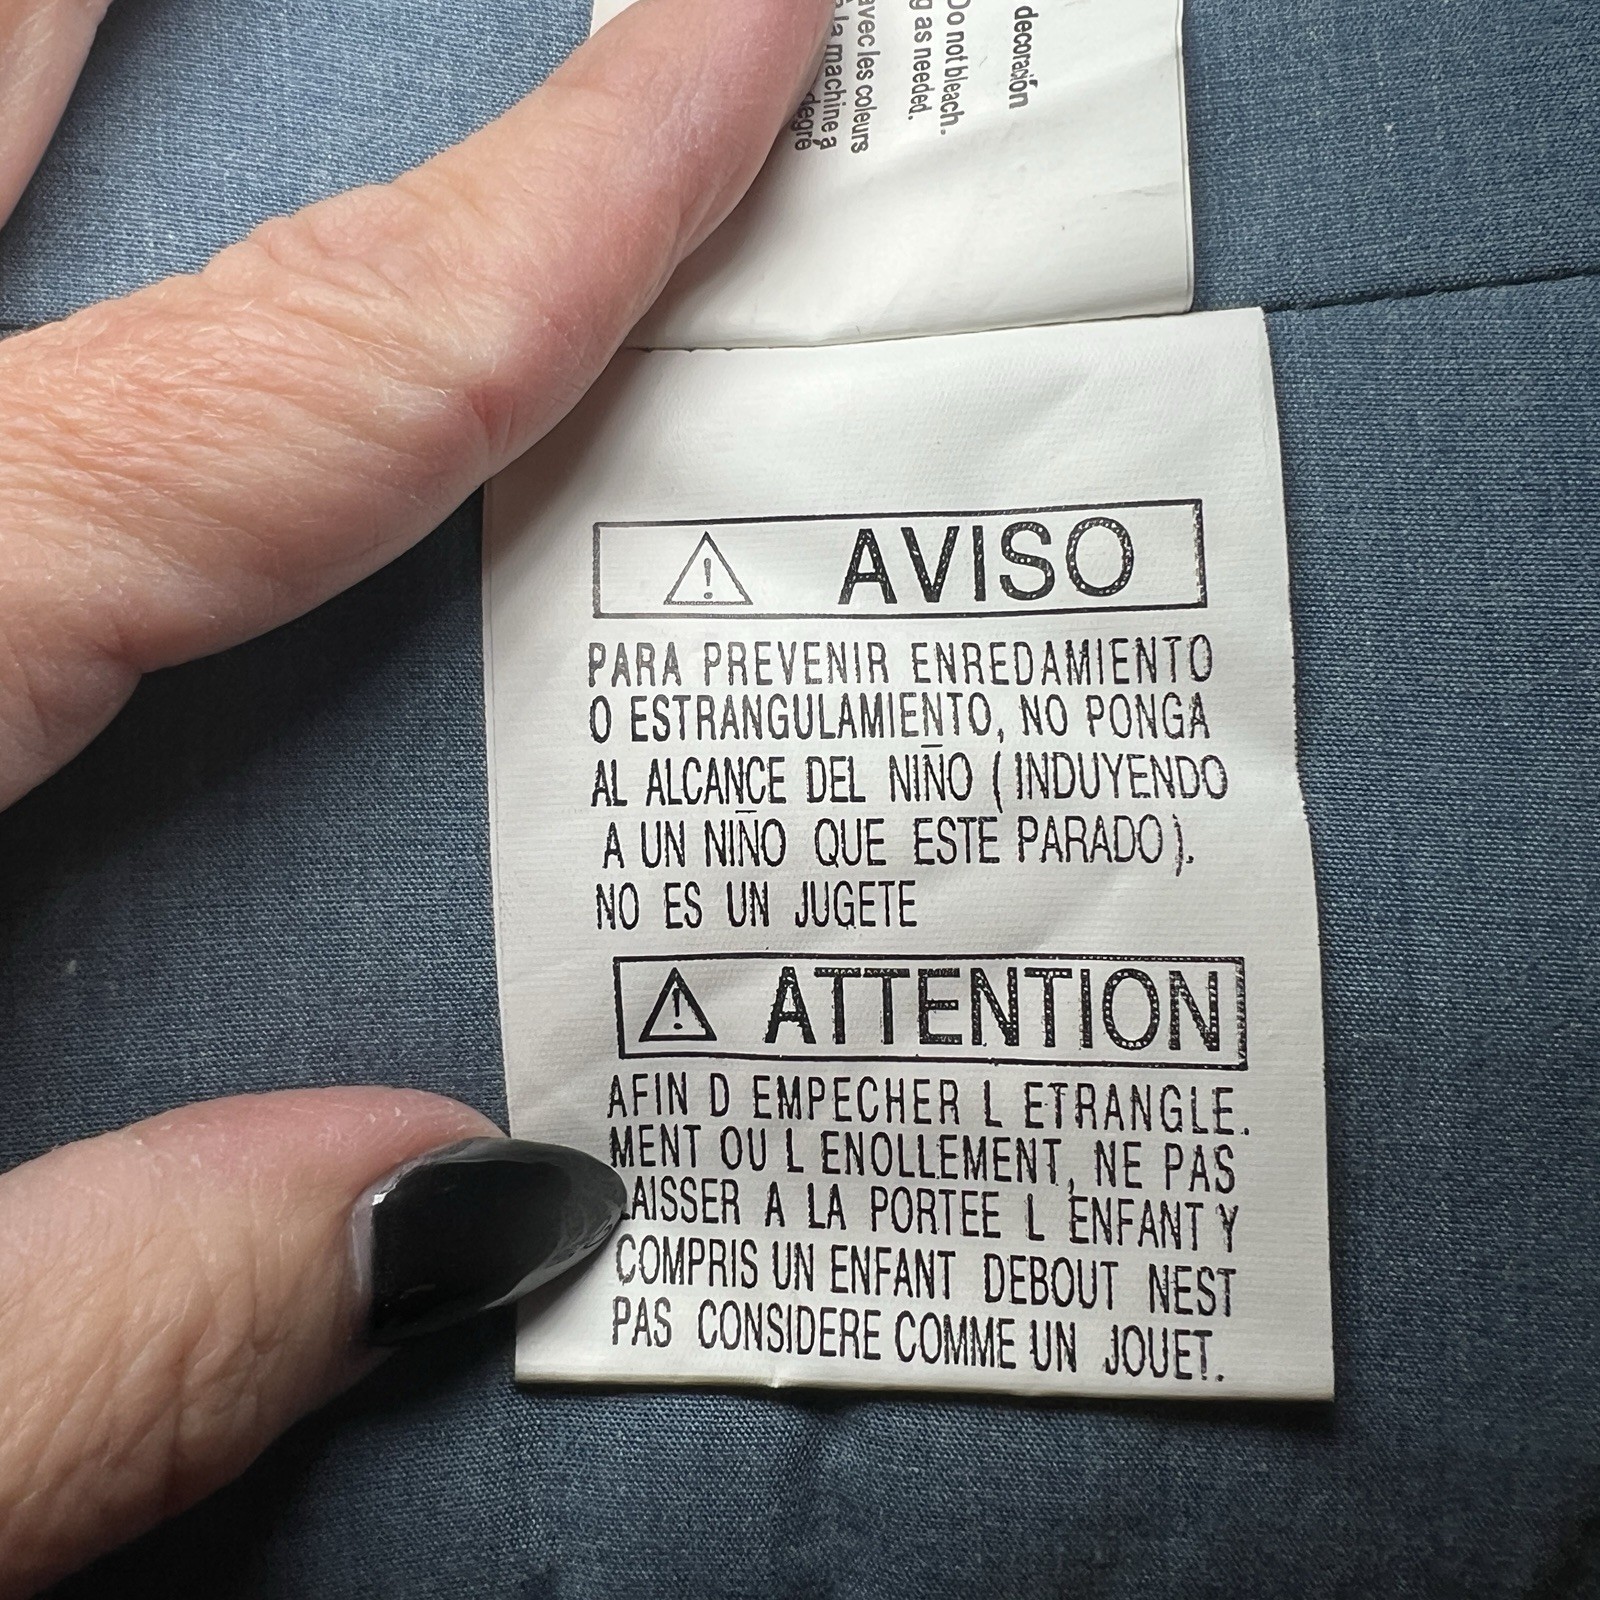 decoración
Do not bleach.
g as needed.
avec les coleurs
à la machine a
degré
AVISO
PARA PREVENIR ENREDAMIENTO
O ESTRANGULAMIENTO, NO PONGA
AL ALCANCE DEL NIÑO ( INDUYENDO
A UN NIÑO QUE ESTE PARADO ).
NO ES UN JUGETE
ATTENTION
AFIN D EMPECHER L ETRANGLE.
MENT OU L ENOLLEMENT, NE PAS
LAISSER A LA PORTEE L ENFANT Y
COMPRIS UN ENFANT DEBOUT NEST
PAS CONSIDERE COMME UN JOUET.